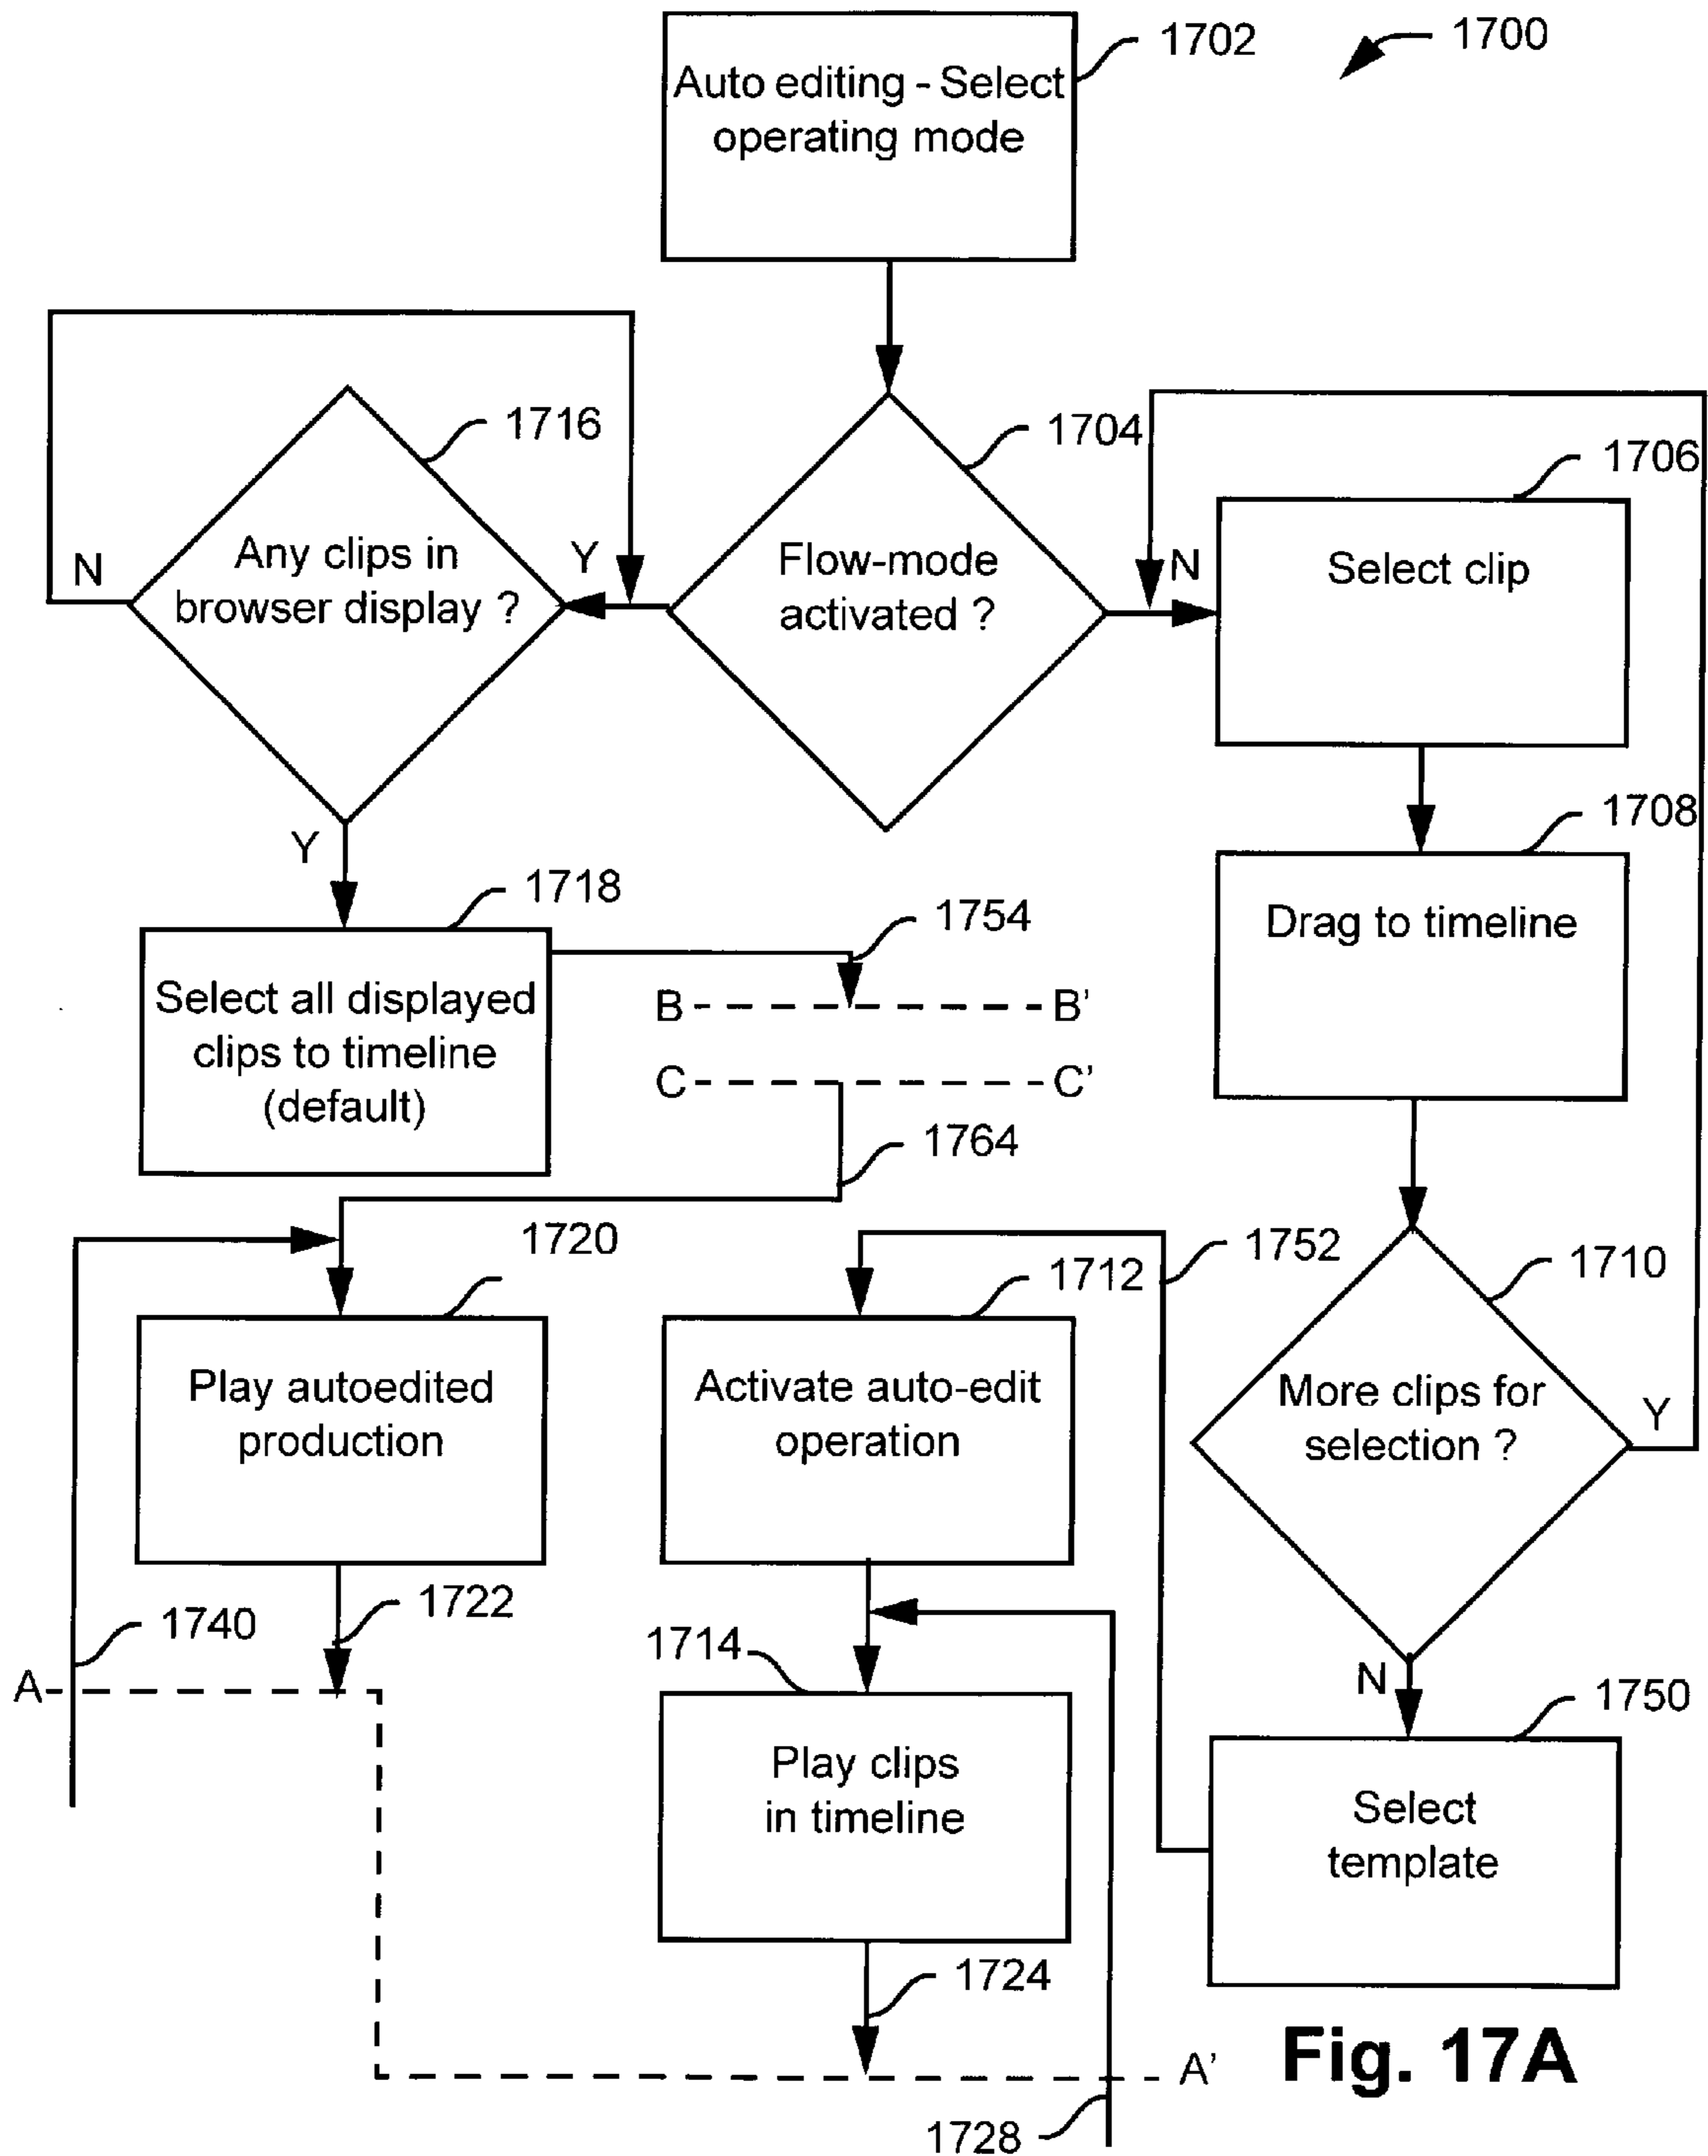 1702
1700
Auto editing - Select
operating mode
1716
1704
1706
Any clips in
browser display ?
N
Y
Flow-mode
activated ?
N
Select clip
Y
1708
1718
1754
Drag to timeline
Select all displayed
clips to timeline
(default)
B
B'
C
C'
1764
1720
1712
1752
1710
Play autoedited
production
Activate auto-edit
operation
More clips for
selection ?
Y
1740
1722
1714
N
1750
A
Play clips
in timeline
Select
template
1724
Fig. 17A
A'
1728